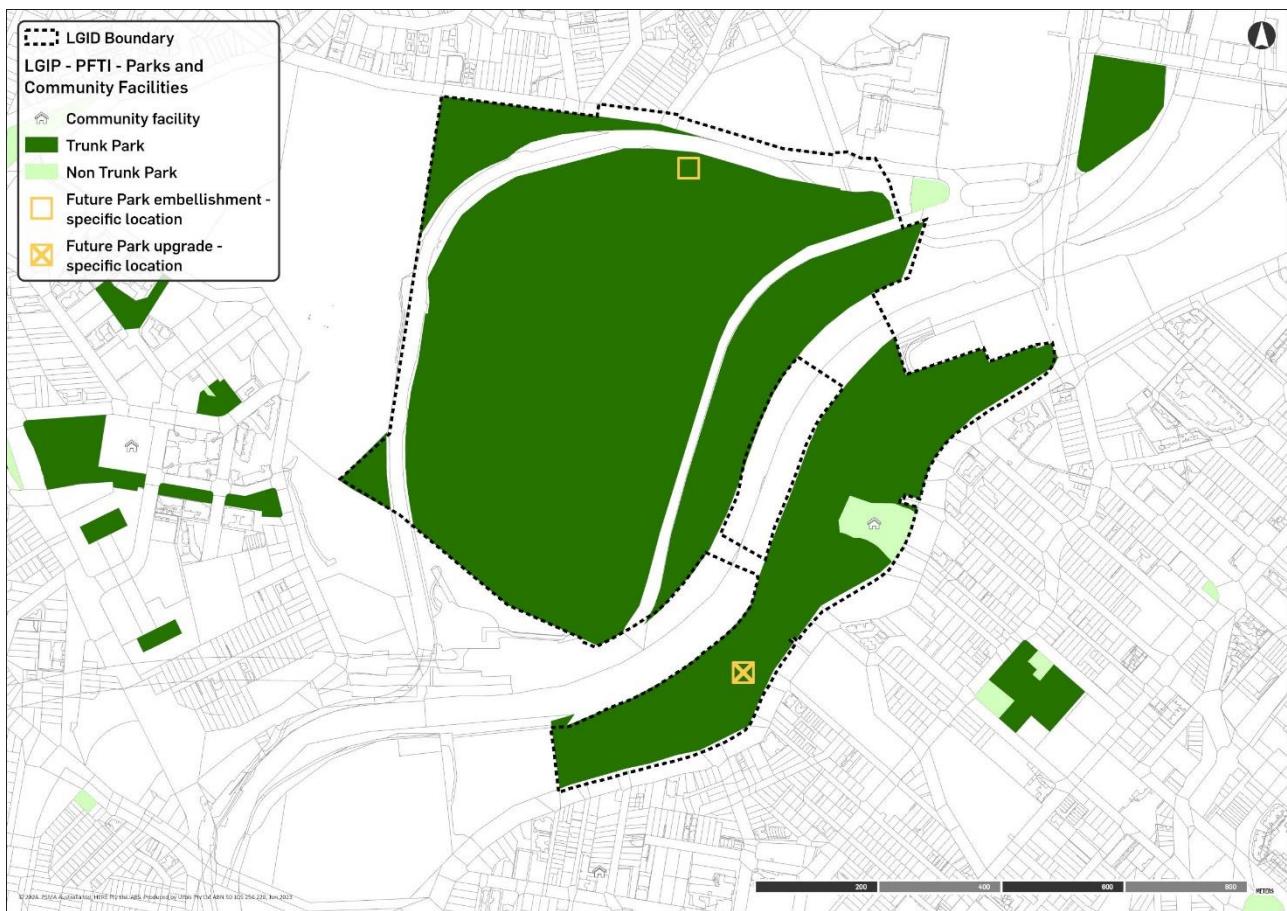 LGID Boundary
LGIP - PFTI - Parks and
Community Facilities
Community facility
Trunk Park
Non Trunk Park
Future Park embellishment -
specific location
Future Park upgrade -
specific location
200 400 600 800 METERS